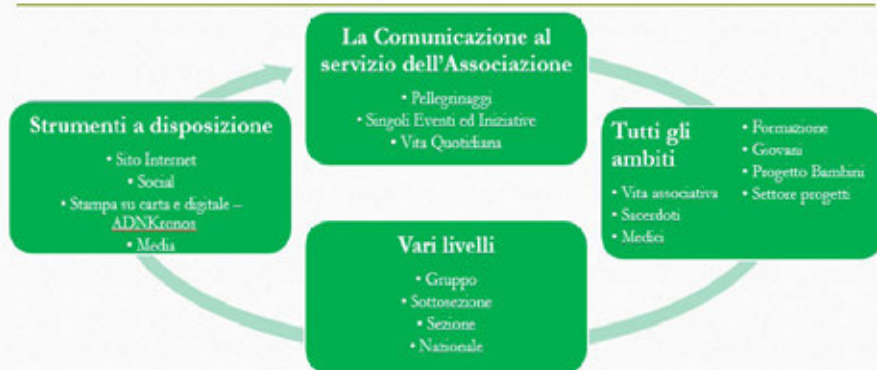 La Comunicazione al
servizio dell'Associazione
• Pellegrinaggi
• Singoli Eventi ed Iniziative
• Vita Quotidiana
Tutti gli
ambiti
• Vita associativa
• Sacerdoti
• Medici
• Formazione
• Giovani
• Progetto Bambini
• Settore progetti
Vari livelli
• Gruppo
• Sottosezione
• Sezione
• Nazionale
Strumenti a disposizione
• Sito Internet
• Social
• Stampa su carta e digitale –
ADNKronos
• Media